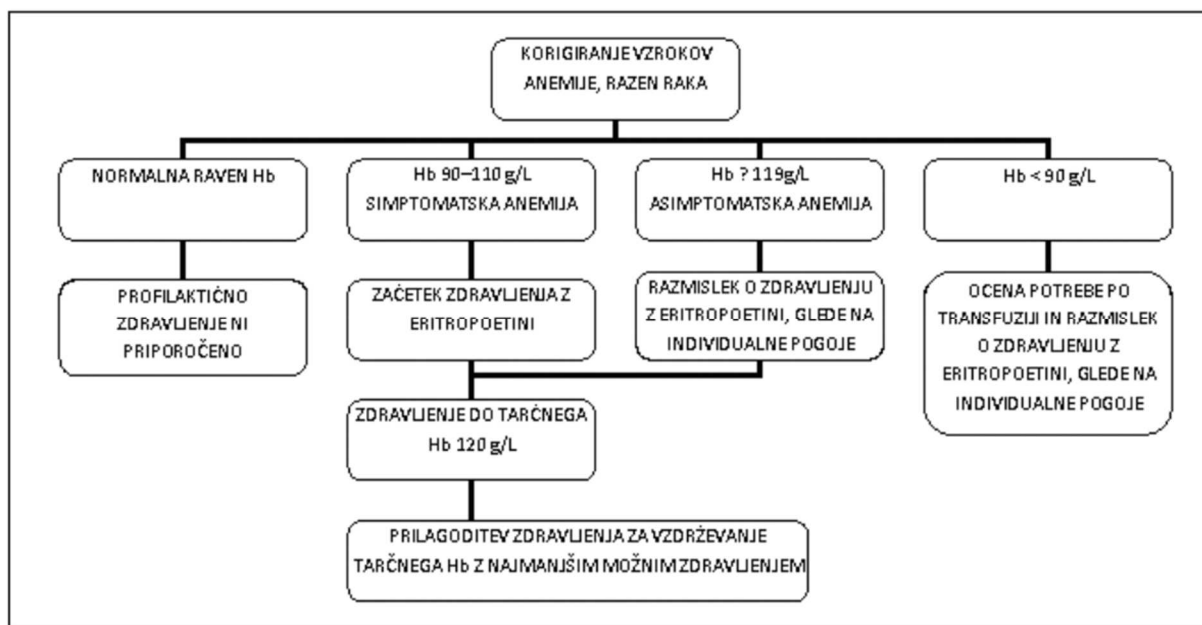 KORIGIRANJE VZROKOV
ANEMIJE, RAZEN RAKA
NORMALNA RAVEN Hb
Hb 90–110 g/L
SIMPTOMATSKA ANEMIJA
Hb ? 119g/L
ASIMPTOMATSKA ANEMIJA
Hb < 90 g/L
PROFILAKTIČNO
ZDRAVLJENJE NI
PRIPOROČENO
ZAČETEK ZDRAVLJENJA Z
ERITROPOETINI
RAZMISLEK O ZDRAVLJENJU
Z ERITROPOETINI, GLEDE NA
INDIVIDUALNE POGOJE
OCENA POTREBE PO
TRANSFUZIJI IN RAZMISLEK
O ZDRAVLJENJU Z
ERITROPOETINI, GLEDE NA
INDIVIDUALNE POGOJE
ZDRAVLJENJE DO TARČNEGA
Hb 120 g/L
PRILAGODITEV ZDRAVLJENJA ZA VZDRŽEVANJE
TARČNEGA Hb Z NAJMANJŠIM MOŽNIM ZDRAVLJENJEM